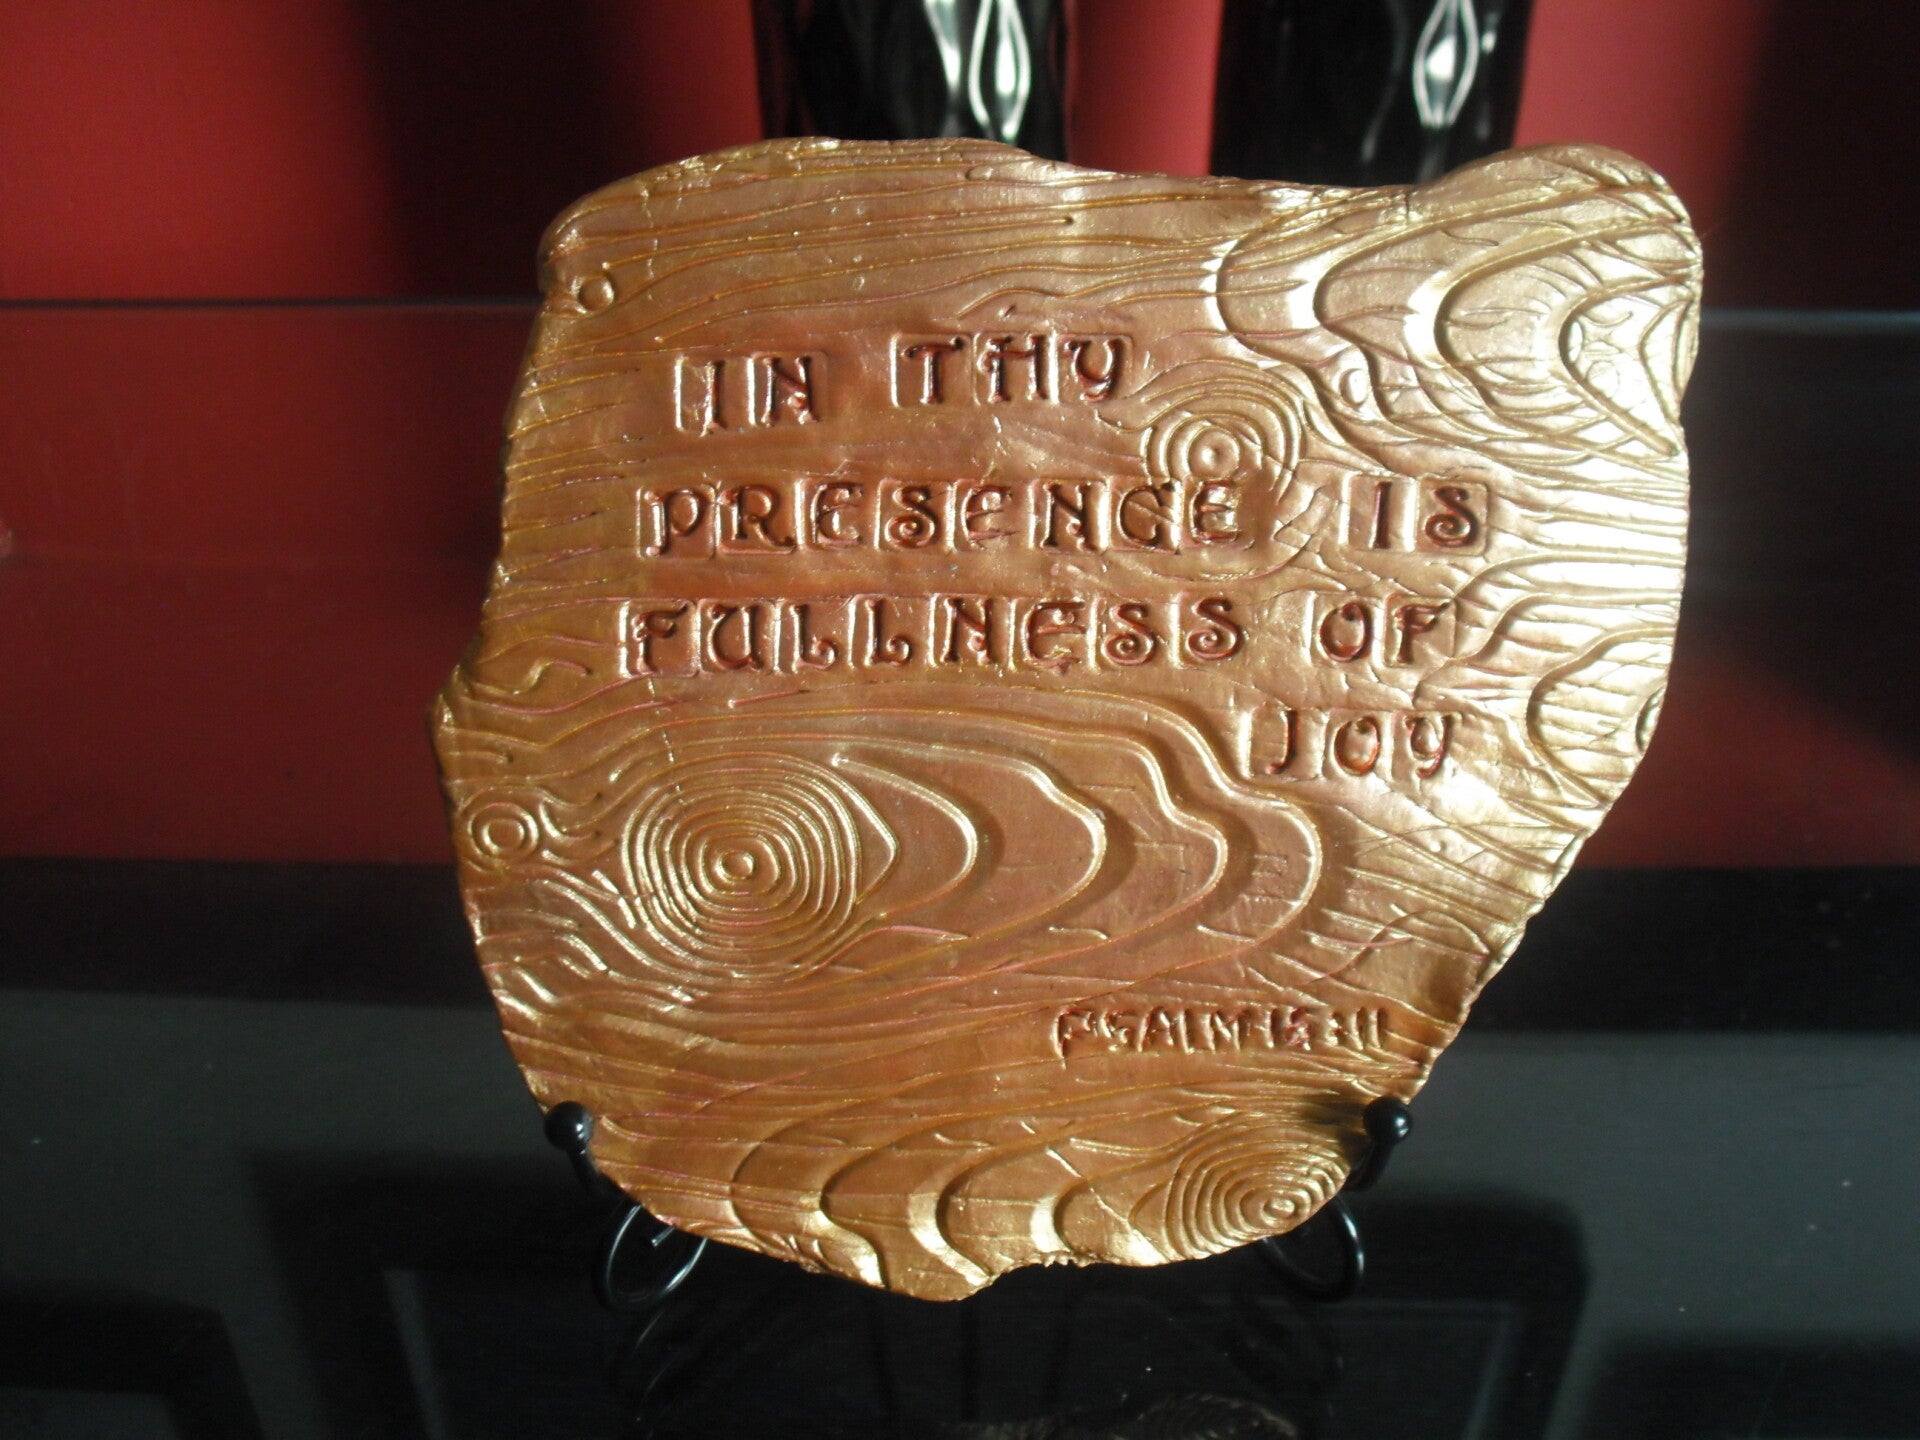 IN THY
PRESENCE IS
FULLNESS OF
JOY
PSALM 16:11